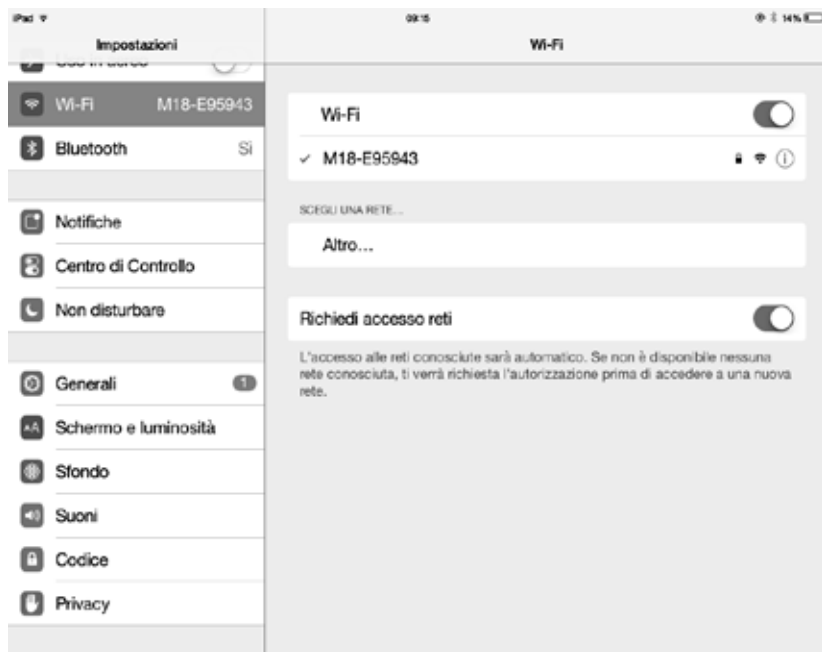 iPad
09:15
14%
Impostazioni
Wi-Fi
Uso in aereo
Wi-Fi M18-E95943
Bluetooth Sì
Notifiche
Centro di Controllo
Non disturbare
Generali 1
Schermo e luminosità
Sfondo
Suoni
Codice
Privacy
Wi-Fi
M18-E95943
SCEGLI UNA RETE...
Altro...
Richiedi accesso reti
L'accesso alle reti conosciute sarà automatico. Se non è disponibile nessuna
rete conosciuta, ti verrà richiesta l'autorizzazione prima di accedere a una nuova
rete.